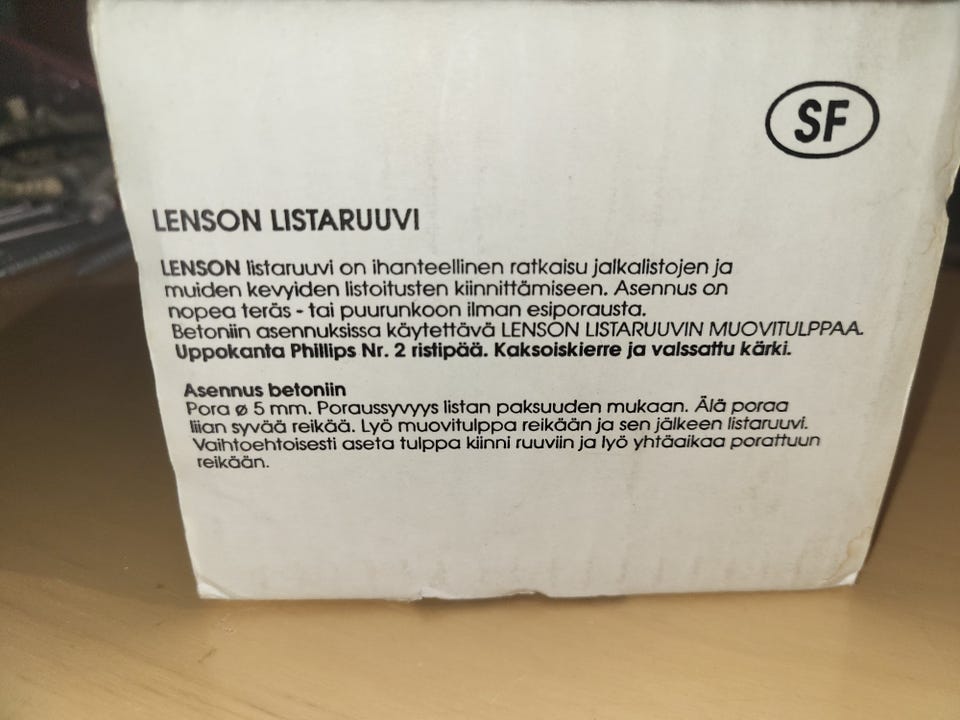 SF
LENSON LISTARUUVI
LENSON listaruuvi on ihanteellinen ratkaisu jalkalistojen ja
muiden kevyiden listoitusten kiinnittämiseen. Asennus on
nopea teräs - tai puurunkoon ilman esiporausta.
Betoniin asennuksissa käytettävä LENSON LISTARUUVIN MUOVITULPPAA.
Uppokanta Phillips Nr. 2 ristipää. Kaksoiskierre ja valssattu kärki.
Asennus betoniin
Pora ø 5 mm. Poraussyvyys listan paksuuden mukaan. Älä poraa
liian syvää reikää. Lyö muovitulppa reikään ja sen jälkeen listaruuvi.
Vaihtoehtoisesti aseta tulppa kiinni ruuviin ja lyö yhtäaikaa porattuun
reikään.